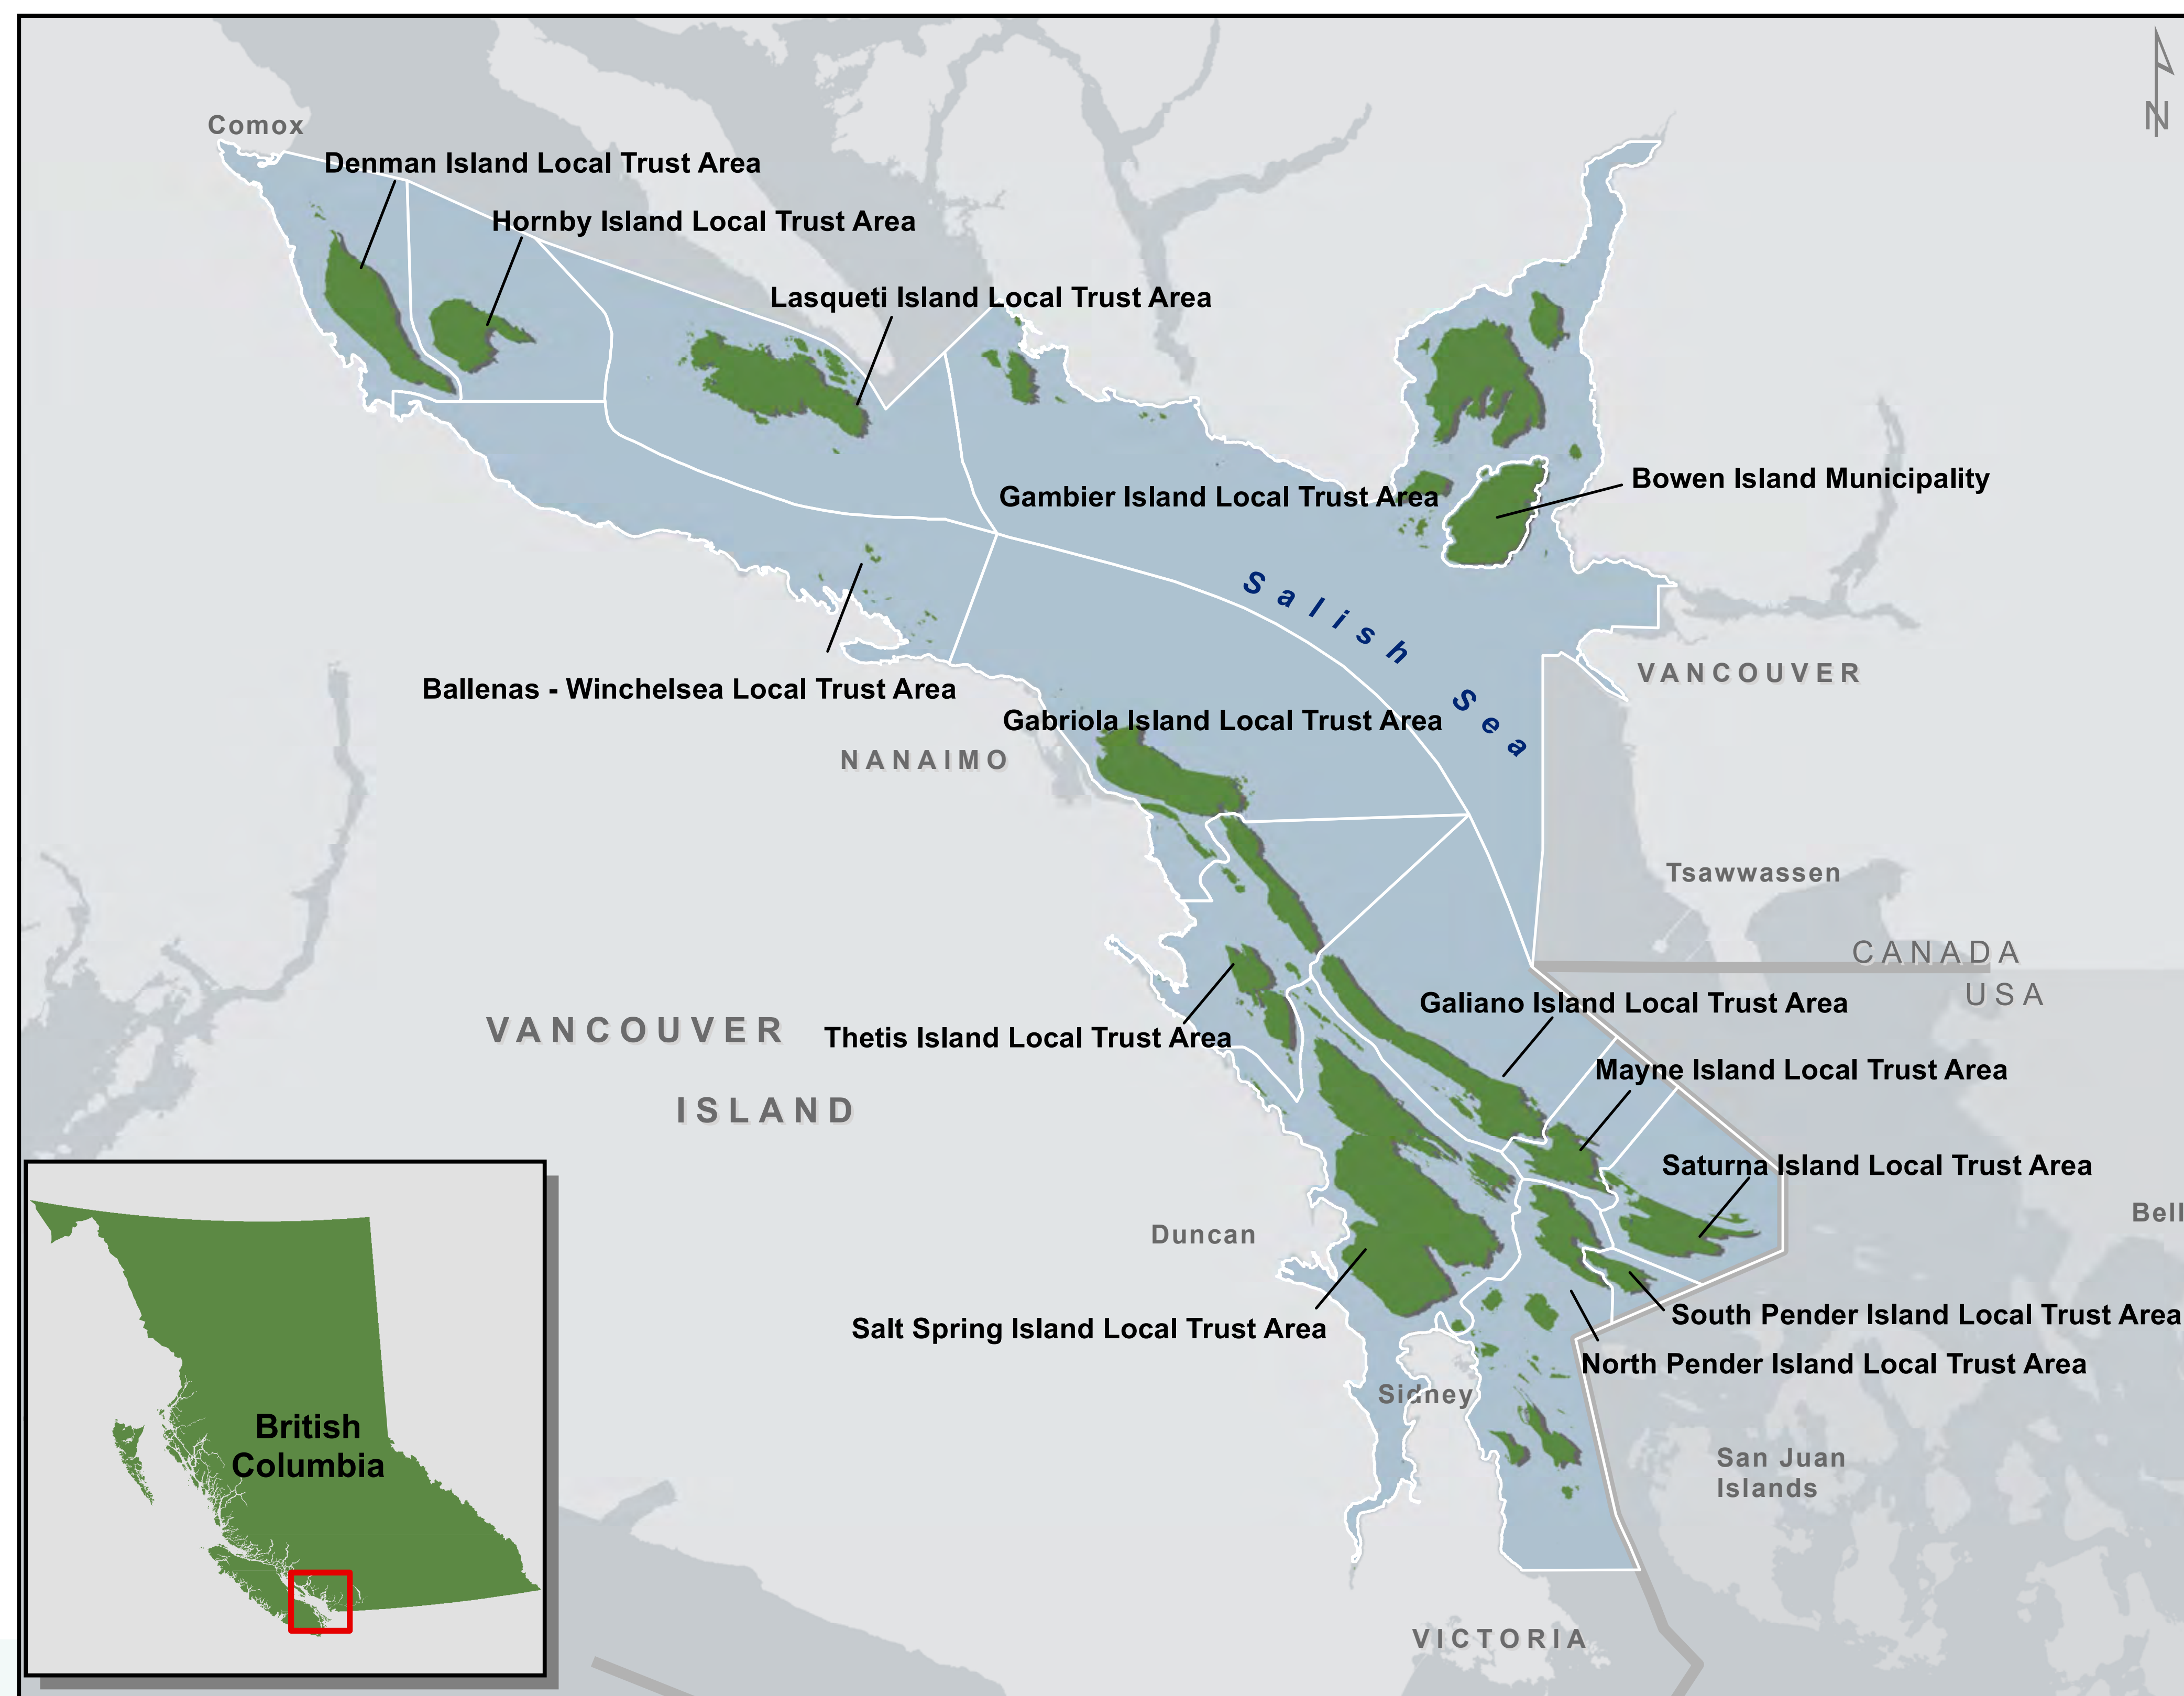 N
Comox
Denman Island Local Trust Area
Hornby Island Local Trust Area
Lasqueti Island Local Trust Area
Bowen Island Municipality
Gambier Island Local Trust Area
Salish Sea
VANCOUVER
Ballenas - Winchelsea Local Trust Area
Gabriola Island Local Trust Area
NANAIMO
Tsawwassen
CANADA
USA
Galiano Island Local Trust Area
VANCOUVER
ISLAND
Thetis Island Local Trust Area
Mayne Island Local Trust Area
Saturna Island Local Trust Area
Bell
Duncan
South Pender Island Local Trust Area
Salt Spring Island Local Trust Area
North Pender Island Local Trust Area
Sidney
British
Columbia
San Juan
Islands
VICTORIA